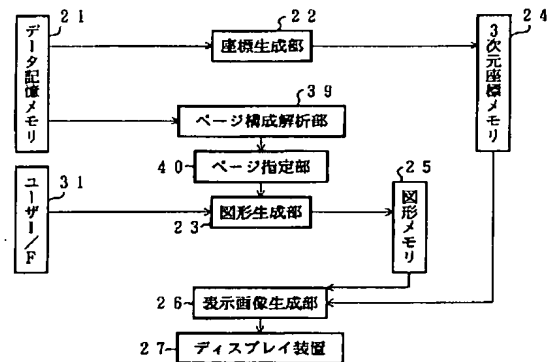 21
データ記憶メモリ
22
座標生成部
24
3次元座標メモリ
39
ページ構成解析部
40
ページ指定部
31
ユーザーI/F
23
図形生成部
25
図形メモリ
26
表示画像生成部
27
ディスプレイ装置